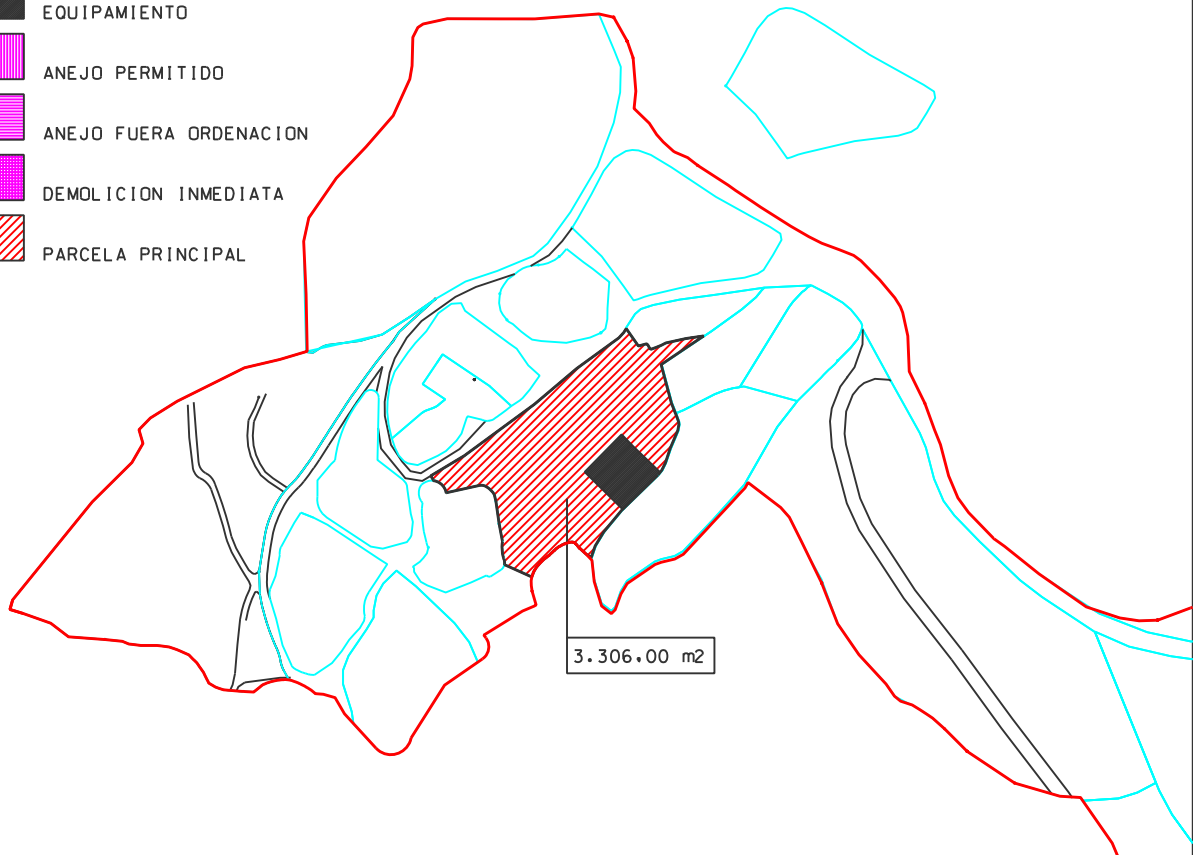 EQUIPAMIENTO
ANEJO PERMITIDO
ANEJO FUERA ORDENACION
DEMOLICION INMEDIATA
PARCELA PRINCIPAL
3.306,00 m2